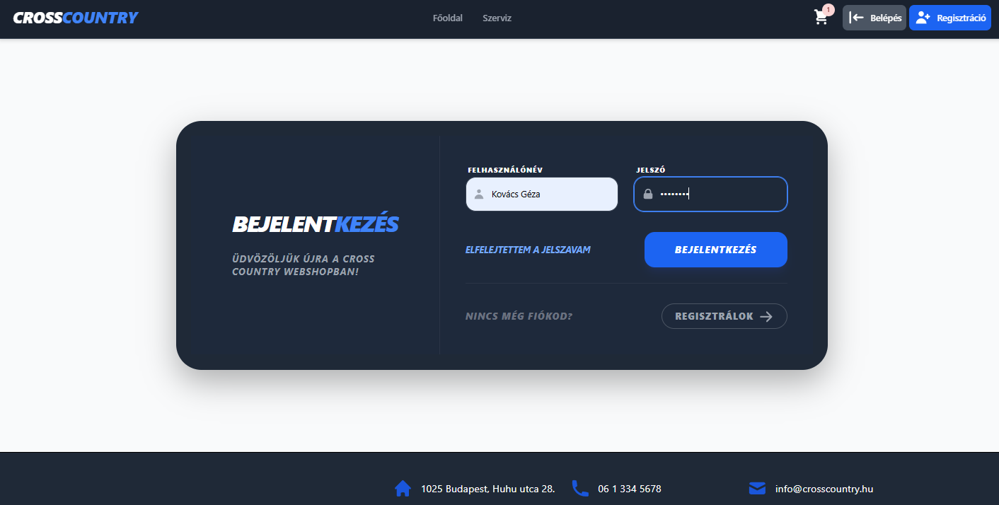 CROSSCOUNTRY
Főoldal
Szerviz
1
Belépés
Regisztráció
FELHASZNÁLÓNÉV
JELSZÓ
Kovács Géza
••••••••
BEJELENTKEZÉS
ÜDVÖZÖLJÜK ÚJRA A CROSS
COUNTRY WEBSHOPBAN!
ELFELEJTETTEM A JELSZAVAM
BEJELENTKEZÉS
NINCS MÉG FIÓKOD?
REGISZTRÁLOK
1025 Budapest, Huhu utca 28.
06 1 334 5678
info@crosscountry.hu